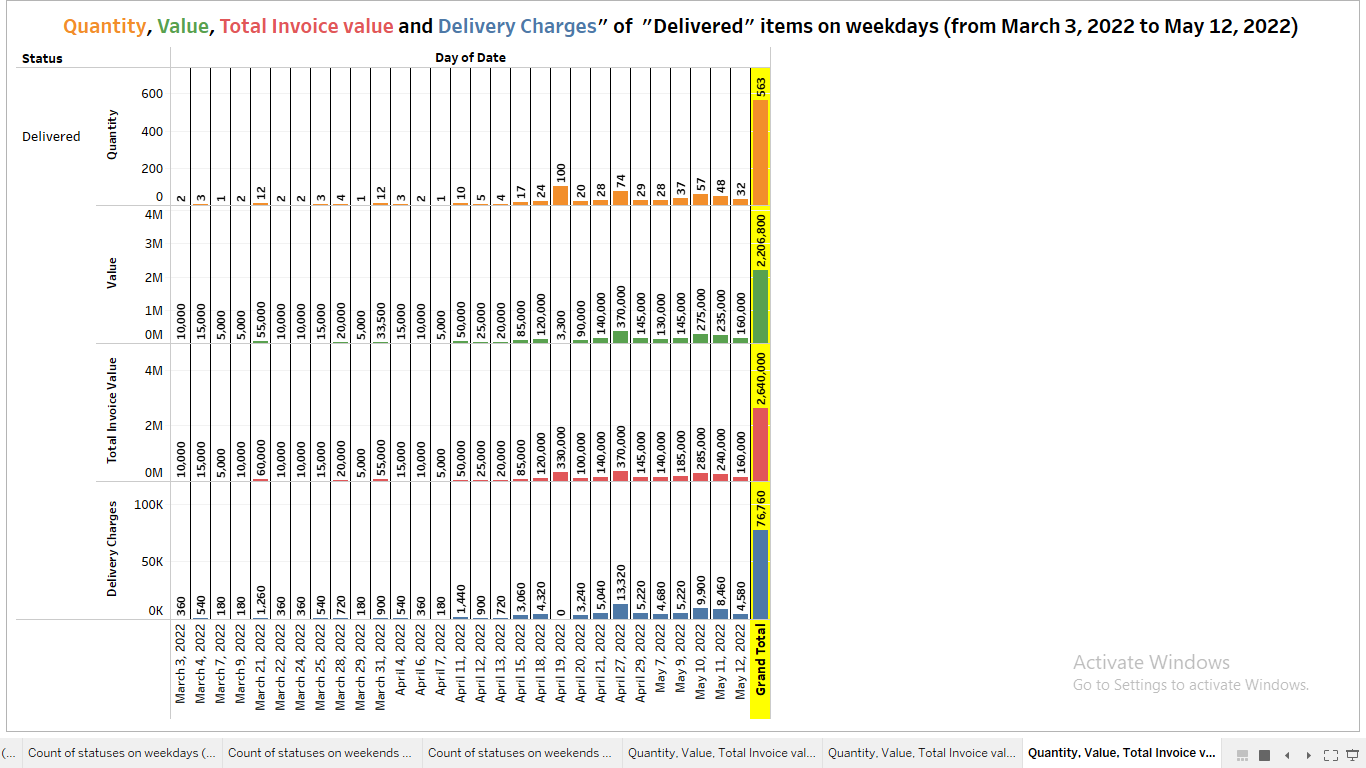 Quantity, Value, Total Invoice value and Delivery Charges” of ”Delivered” items on weekdays (from March 3, 2022 to May 12, 2022)
Status
Day of Date
Delivered
Quantity
600
400
200
0
2 3 1 2 12 2 2 3 4 1 12 3 2 1 10 5 4 17 24 100 20 28 74 29 28 37 57 48 32 563
Value
4M
3M
2M
1M
0M
10,000 15,000 5,000 5,000 55,000 10,000 10,000 15,000 20,000 5,000 33,500 15,000 10,000 5,000 50,000 25,000 20,000 85,000 120,000 3,300 90,000 140,000 370,000 145,000 130,000 145,000 275,000 235,000 160,000 2,206,800
Total Invoice Value
4M
2M
0M
10,000 15,000 5,000 10,000 60,000 10,000 10,000 15,000 20,000 5,000 55,000 15,000 10,000 5,000 50,000 25,000 20,000 85,000 120,000 330,000 100,000 140,000 370,000 145,000 140,000 185,000 285,000 240,000 160,000 2,640,000
Delivery Charges
100K
50K
0K
360 540 180 180 1,260 360 360 540 720 180 900 540 360 180 1,440 900 720 3,060 4,320 0 3,240 5,040 13,320 5,220 4,680 5,220 9,900 8,460 4,580 76,760
March 3, 2022
March 4, 2022
March 7, 2022
March 9, 2022
March 21, 2022
March 22, 2022
March 24, 2022
March 25, 2022
March 28, 2022
March 29, 2022
March 31, 2022
April 4, 2022
April 6, 2022
April 7, 2022
April 11, 2022
April 12, 2022
April 13, 2022
April 15, 2022
April 18, 2022
April 19, 2022
April 20, 2022
April 21, 2022
April 27, 2022
April 29, 2022
May 7, 2022
May 9, 2022
May 10, 2022
May 11, 2022
May 12, 2022
Grand Total
Activate Windows
Go to Settings to activate Windows.
(...
Count of statuses on weekdays (...
Count of statuses on weekends ...
Count of statuses on weekends ...
Quantity, Value, Total Invoice val...
Quantity, Value, Total Invoice val...
Quantity, Value, Total Invoice v...